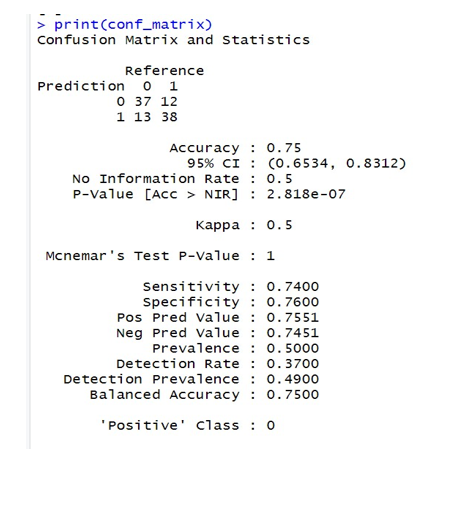 > print(conf_matrix)
Confusion Matrix and Statistics
Reference
Prediction 0 1
0 37 12
1 13 38
Accuracy : 0.75
95% CI : (0.6534, 0.8312)
No Information Rate : 0.5
P-Value [Acc > NIR] : 2.818e-07
Kappa : 0.5
Mcnemar's Test P-Value : 1
Sensitivity : 0.7400
Specificity : 0.7600
Pos Pred Value : 0.7551
Neg Pred Value : 0.7451
Prevalence : 0.5000
Detection Rate : 0.3700
Detection Prevalence : 0.4900
Balanced Accuracy : 0.7500
'Positive' Class : 0